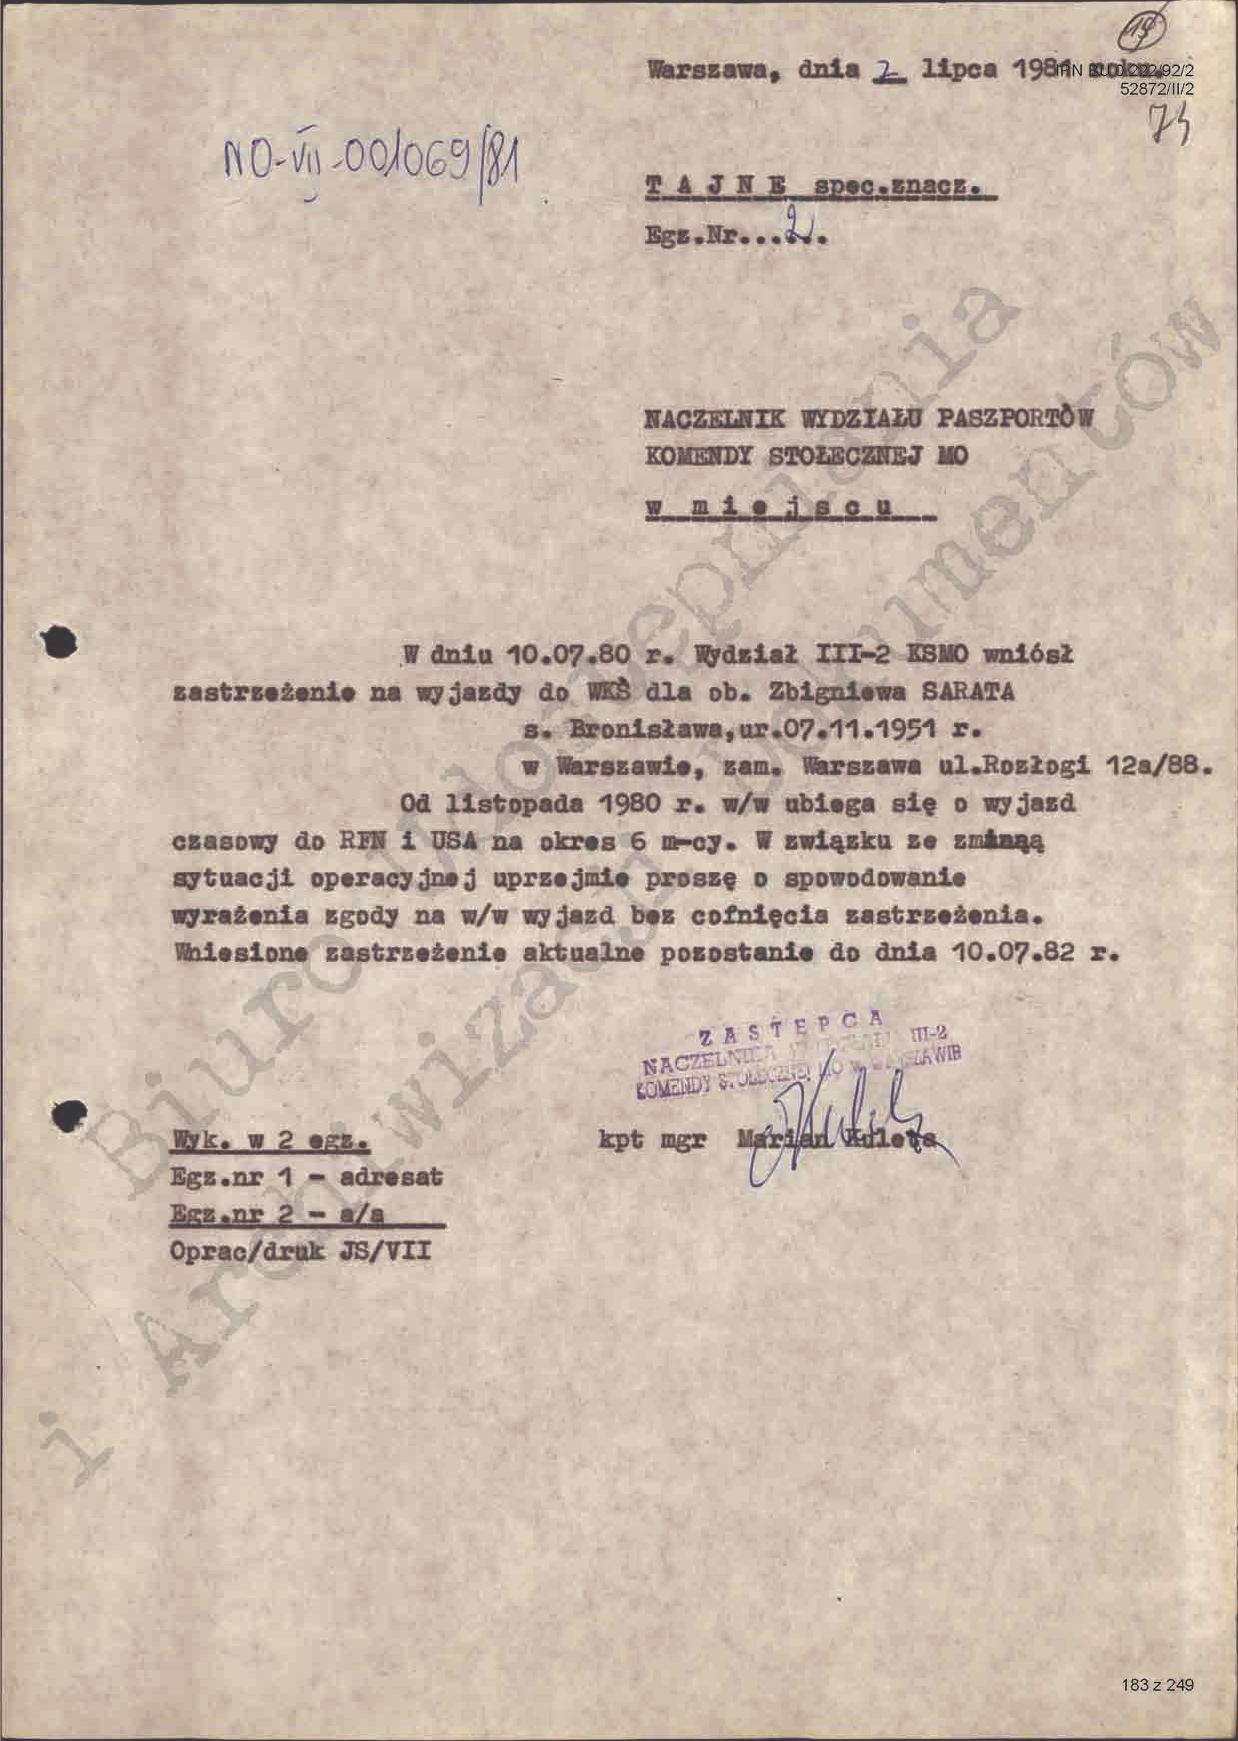 14
Warszawa, dnia 2 lipca 1981 roku.
IPN BU 0222/92/2
52872/II/2
NO-VII-001069/81
T A J N E spec.znacz.
Egz.Nr...2..
NACZELNIK WYDZIAŁU PASZPORTÓW
KOMENDY STOŁECZNEJ MO
w m i e j s c u
W dniu 10.07.80 r. Wydział III-2 KSMO wniósł
zastrzeżenie na wyjazdy do WKŚ dla ob. Zbigniewa SARATA
s. Bronisława,ur.07.11.1951 r.
w Warszawie, zam. Warszawa ul.Rozłogi 12a/88.
Od listopada 1980 r. w/w ubiega się o wyjazd
czasowy do RFN i USA na okres 6 m-cy. W związku ze zmianą
sytuacji operacyjnej uprzejmie proszę o spowodowanie
wyrażenia zgody na w/w wyjazd bez cofnięcia zastrzeżenia.
Wniesione zastrzeżenie aktualne pozostanie do dnia 10.07.82 r.
Z A S T Ę P C A
NACZELNIKA WYDZIAŁU III-2
KOMENDY STOŁECZNEJ MO W WARSZAWIE
kpt mgr Marian Kuleta
Wyk. w 2 egz.
Egz.nr 1 - adresat
Egz.nr 2 - a/a
Oprac/druk JS/VII
Biuro Udostępniania
i Archiwizacji Dokumentów
183 z 249